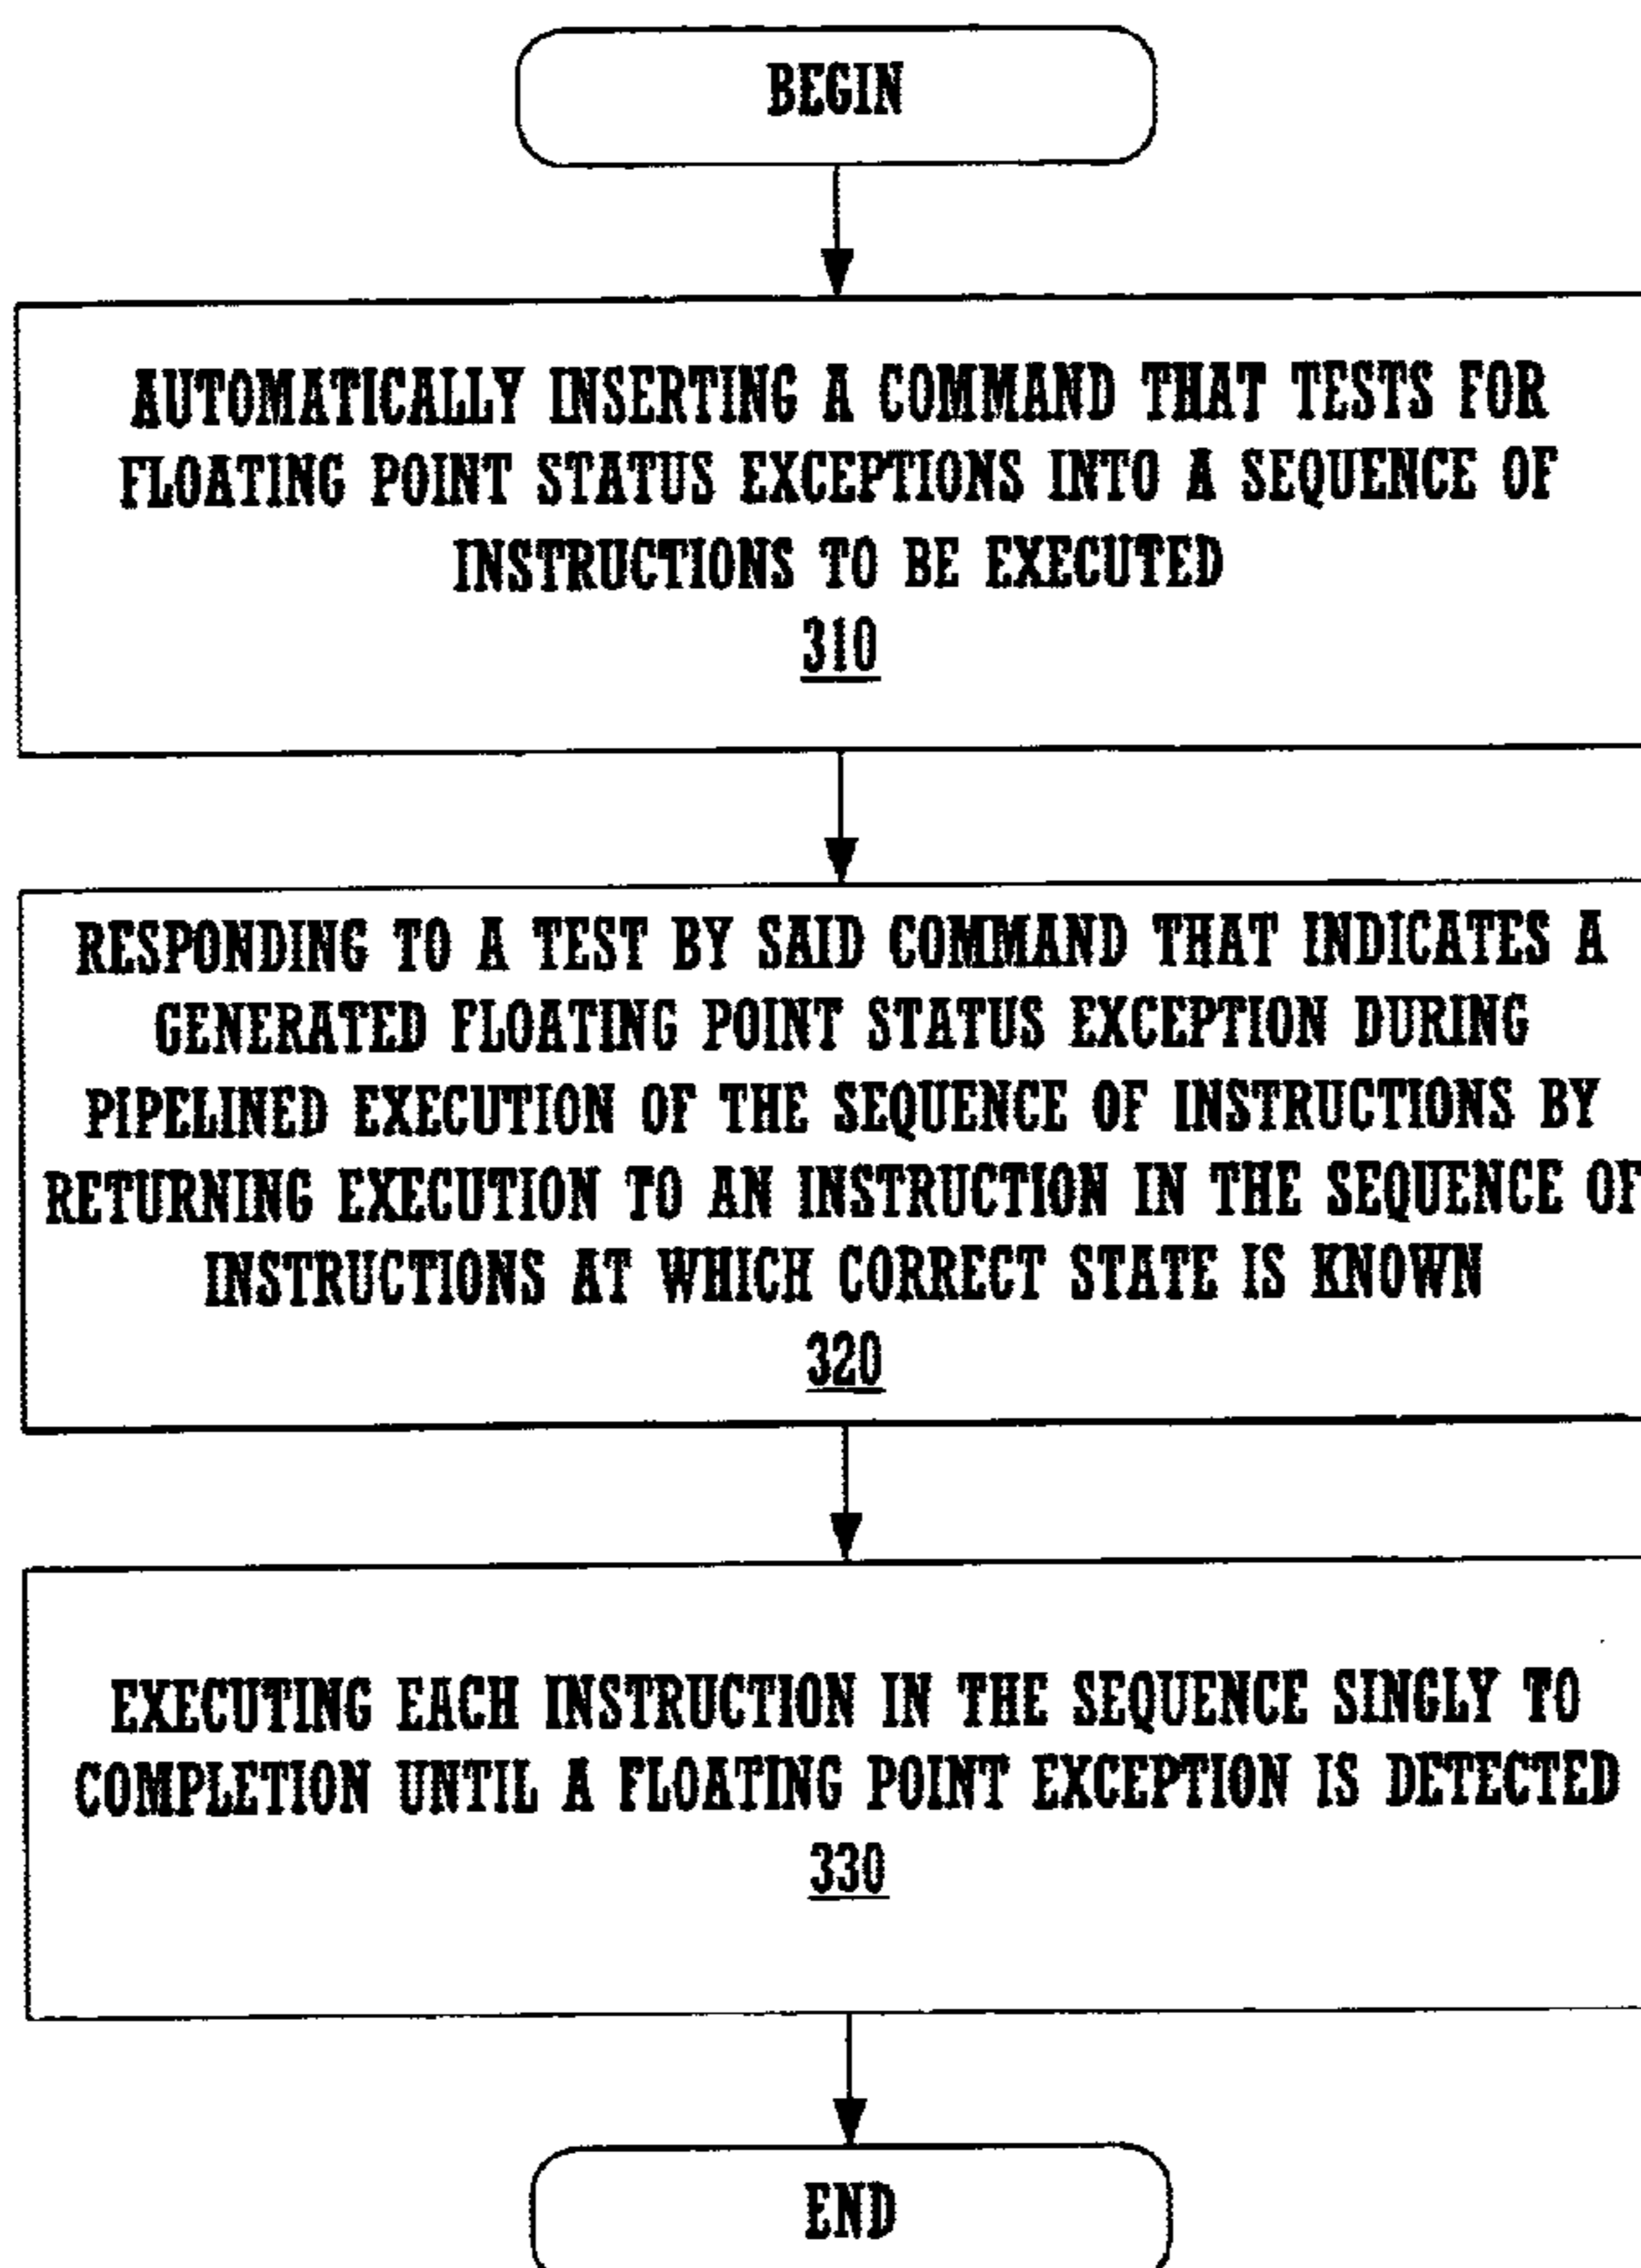 BEGIN
AUTOMATICALLY INSERTING A COMMAND THAT TESTS FOR
FLOATING POINT STATUS EXCEPTIONS INTO A SEQUENCE OF
INSTRUCTIONS TO BE EXECUTED
310
RESPONDING TO A TEST BY SAID COMMAND THAT INDICATES A
GENERATED FLOATING POINT STATUS EXCEPTION DURING
PIPELINED EXECUTION OF THE SEQUENCE OF INSTRUCTIONS BY
RETURNING EXECUTION TO AN INSTRUCTION IN THE SEQUENCE OF
INSTRUCTIONS AT WHICH CORRECT STATE IS KNOWN
320
EXECUTING EACH INSTRUCTION IN THE SEQUENCE SINGLY TO
COMPLETION UNTIL A FLOATING POINT EXCEPTION IS DETECTED
330
END